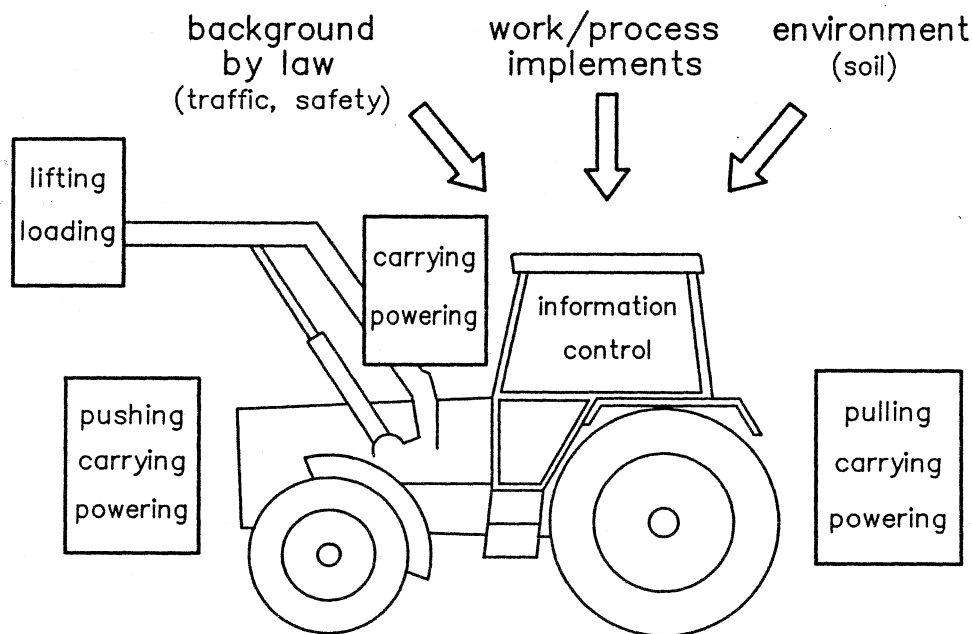 background
by law
(traffic, safety)
work/process
implements
environment
(soil)
lifting
loading
carrying
powering
information
control
pushing
carrying
powering
pulling
carrying
powering